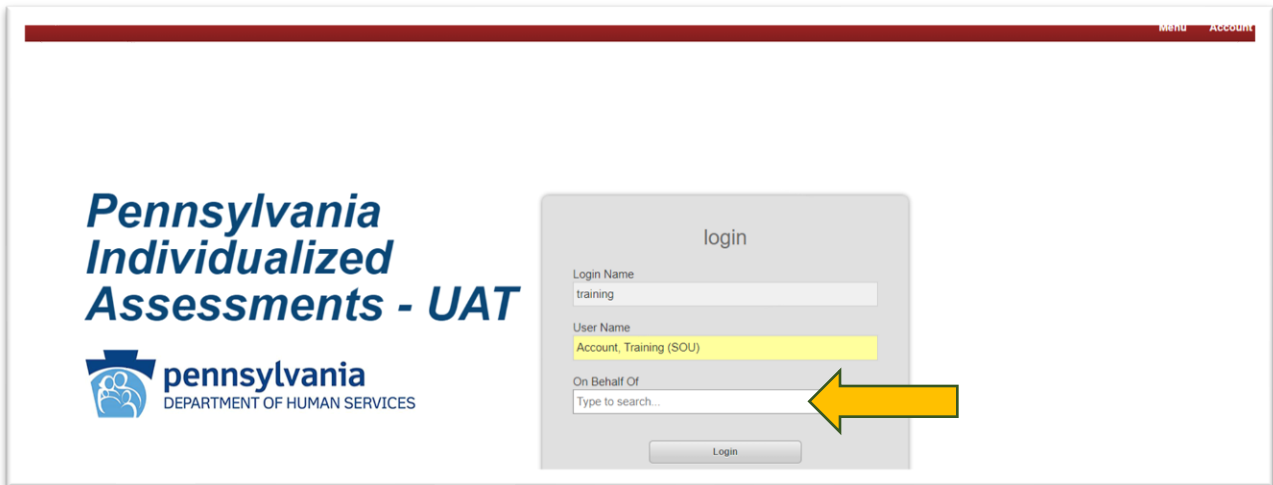 Menu Account
Pennsylvania
Individualized
Assessments - UAT
pennsylvania
DEPARTMENT OF HUMAN SERVICES
login
Login Name
training
User Name
Account, Training (SOU)
On Behalf Of
Type to search...
Login